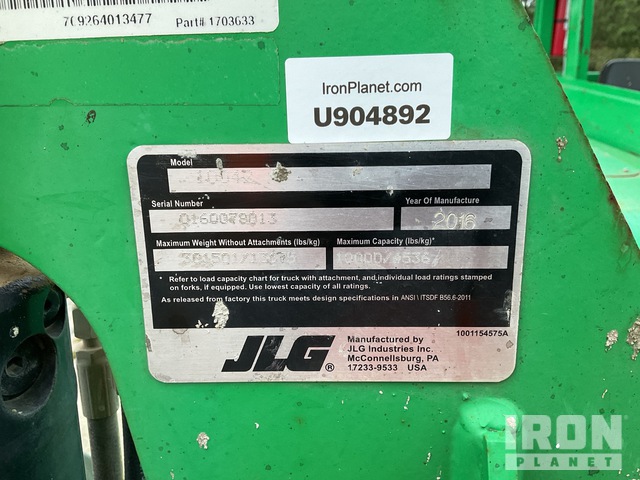 Part# 1703633
IronPlanet.com
U904892
Model
Serial Number
Year Of Manufacture
0160078013
2016
Maximum Weight Without Attachments (lbs/kg)
Maximum Capacity (lbs/kg)*
* Refer to load capacity chart for truck with attachment, and,individual load ratings stamped
on forks, if equipped. Use lowest capacity of all ratings.
As released from factory this truck meets design specifications in ANSI \ ITSDF B56.6-2011
JLG®
Manufactured by
JLG Industries Inc.
McConnellsburg, PA
17233-9533 USA
1001154575A
IRON
PLANET